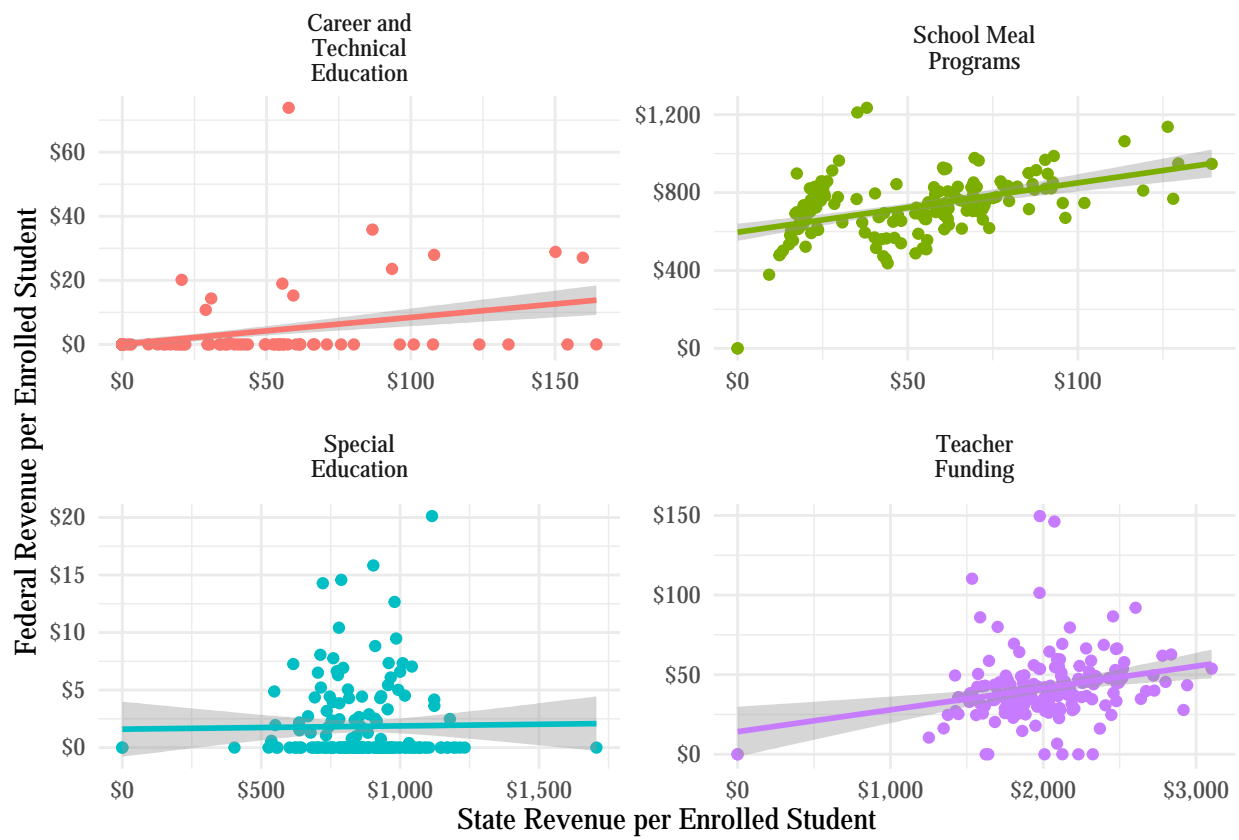 Career and
Technical
Education
School Meal
Programs
$60
$40
$20
$0
$0
$50
$100
$150
$1,200
$800
$400
$0
$0
$50
$100
Special
Education
Teacher
Funding
$20
$15
$10
$5
$0
$0
$500
$1,000
$1,500
$150
$100
$50
$0
$0
$1,000
$2,000
$3,000
Federal Revenue per Enrolled Student
State Revenue per Enrolled Student